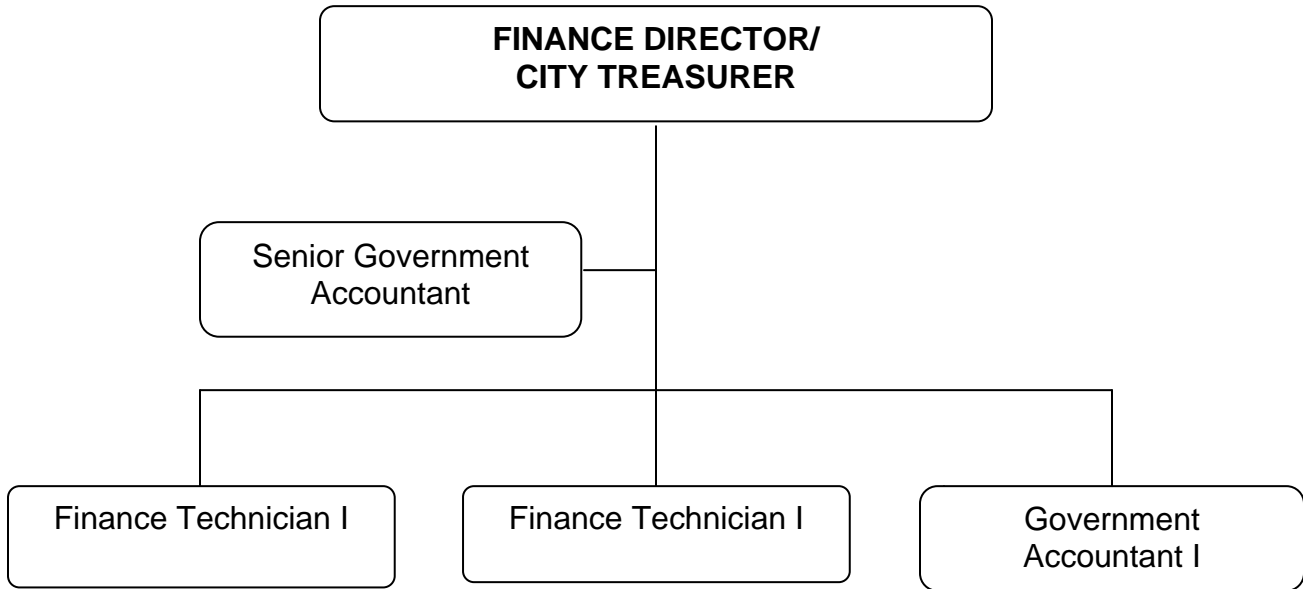 FINANCE DIRECTOR/
CITY TREASURER
Senior Government
Accountant
Finance Technician I
Finance Technician I
Government
Accountant I